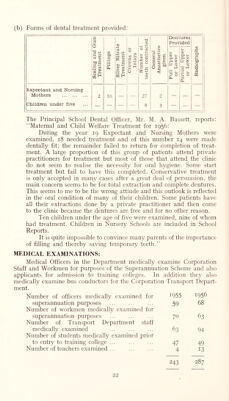 (b) Forms of dental treatment provided:
Scaling and Gum Treatment
Fillings
Silver Nitrate Treatment
Crowns or Inlays
Number of teeth extracted
General Anæsthetics given
Dentures Provided
Full Upper or Lower
Partial Upper or Lower
Radiographs
Expectant and Nursing
Mothers
Children under five
The Principal School Dental Officer, Mr. M. A. Bassett, reports:
"Maternal and Child Welfare Treatment for 1956:
During the year 19 Expectant and Nursing Mothers were
examined, 18 needed treatment and of this number 14 were made
dentally fit; the remainder failed to return for completion of treat-
ment. A large proportion of this group of patients attend private
practitioners for treatment but most of those that attend the clinic
do not seem to realise the necessity for oral hygiene. Some start
treatment but fail to have this completed. Conservative treatment
is only accepted in many cases after a great deal of persuasion, the
main concern seems to be for total extraction and complete dentures.
This seems to me to be the wrong attitude and this outlook is reflected
in the oral condition of many of their children. Some patients have
all their extractions done by a private practitioner and then come
to the clinic because the dentures are free and for no other reason.
Ten children under the age of five were examined, nine of whom
had treatment. Children in Nursery Schools are included in School
Reports.
It is quite impossible to convince many parents of the importance
of filling and thereby saving temporary teeth."
MEDICAL EXAMINATIONS:
Medical Officers in the Department medically examine Corporation
Staff and Workmen for purposes of the Superannuation Scheme and also
applicants for admission to training colleges. In addition they also
medically examine bus conductors for the Corporation Transport Depart-
ment.
1955 1956
Number of officers medically examined for
superannuation purposes ... 59 68
Number of workmen medically examined for
superannuation purposes ... 70 63
Number of Transport Department staff
medically examined ... 63 94
Number of students medically examined prior
to entry to training college ... 47 49
Number of teachers examined ... 4 13
243 287
22